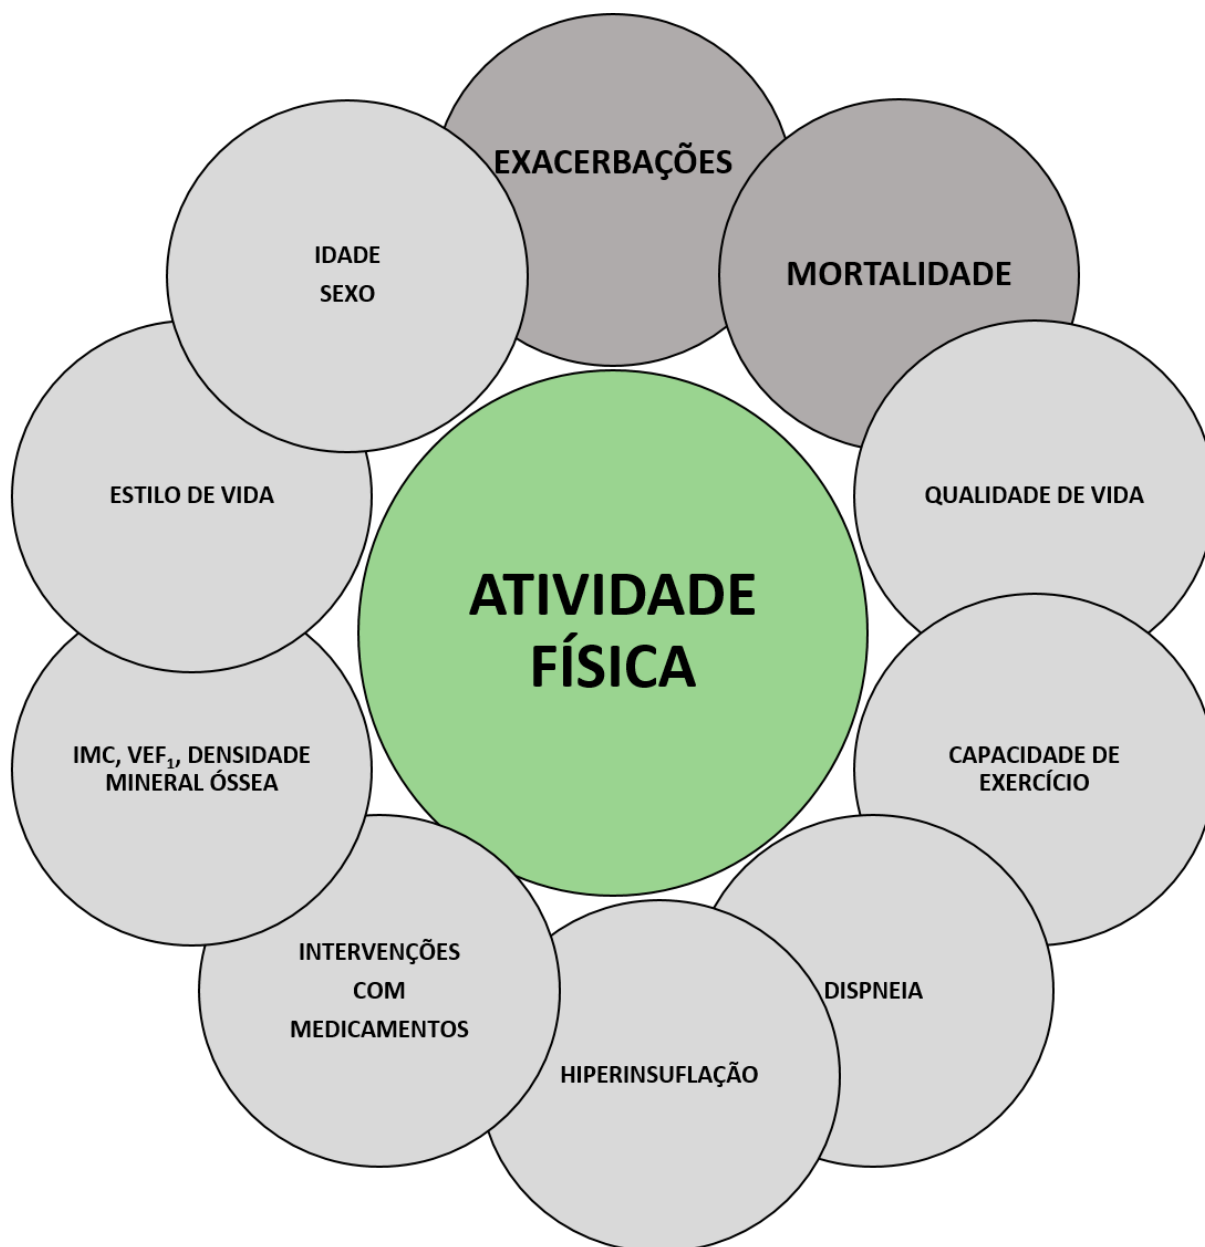 EXACERBAÇÕES
MORTALIDADE
IDADE
SEXO
ESTILO DE VIDA
QUALIDADE DE VIDA
ATIVIDADE
FÍSICA
IMC, VEF₁, DENSIDADE
MINERAL ÓSSEA
CAPACIDADE DE
EXERCÍCIO
INTERVENÇÕES
COM
MEDICAMENTOS
DISPNEIA
HIPERINSUFLAÇÃO